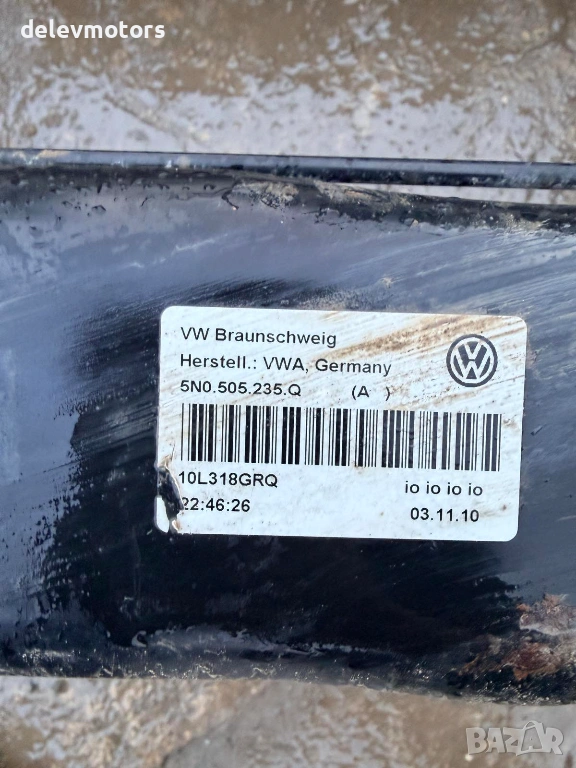 delevmotors
VW Braunschweig
Herstell.: VWA, Germany
5N0.505.235.Q (A )
10L318GRQ io io io io
22:46:26 03.11.10
BAZAR